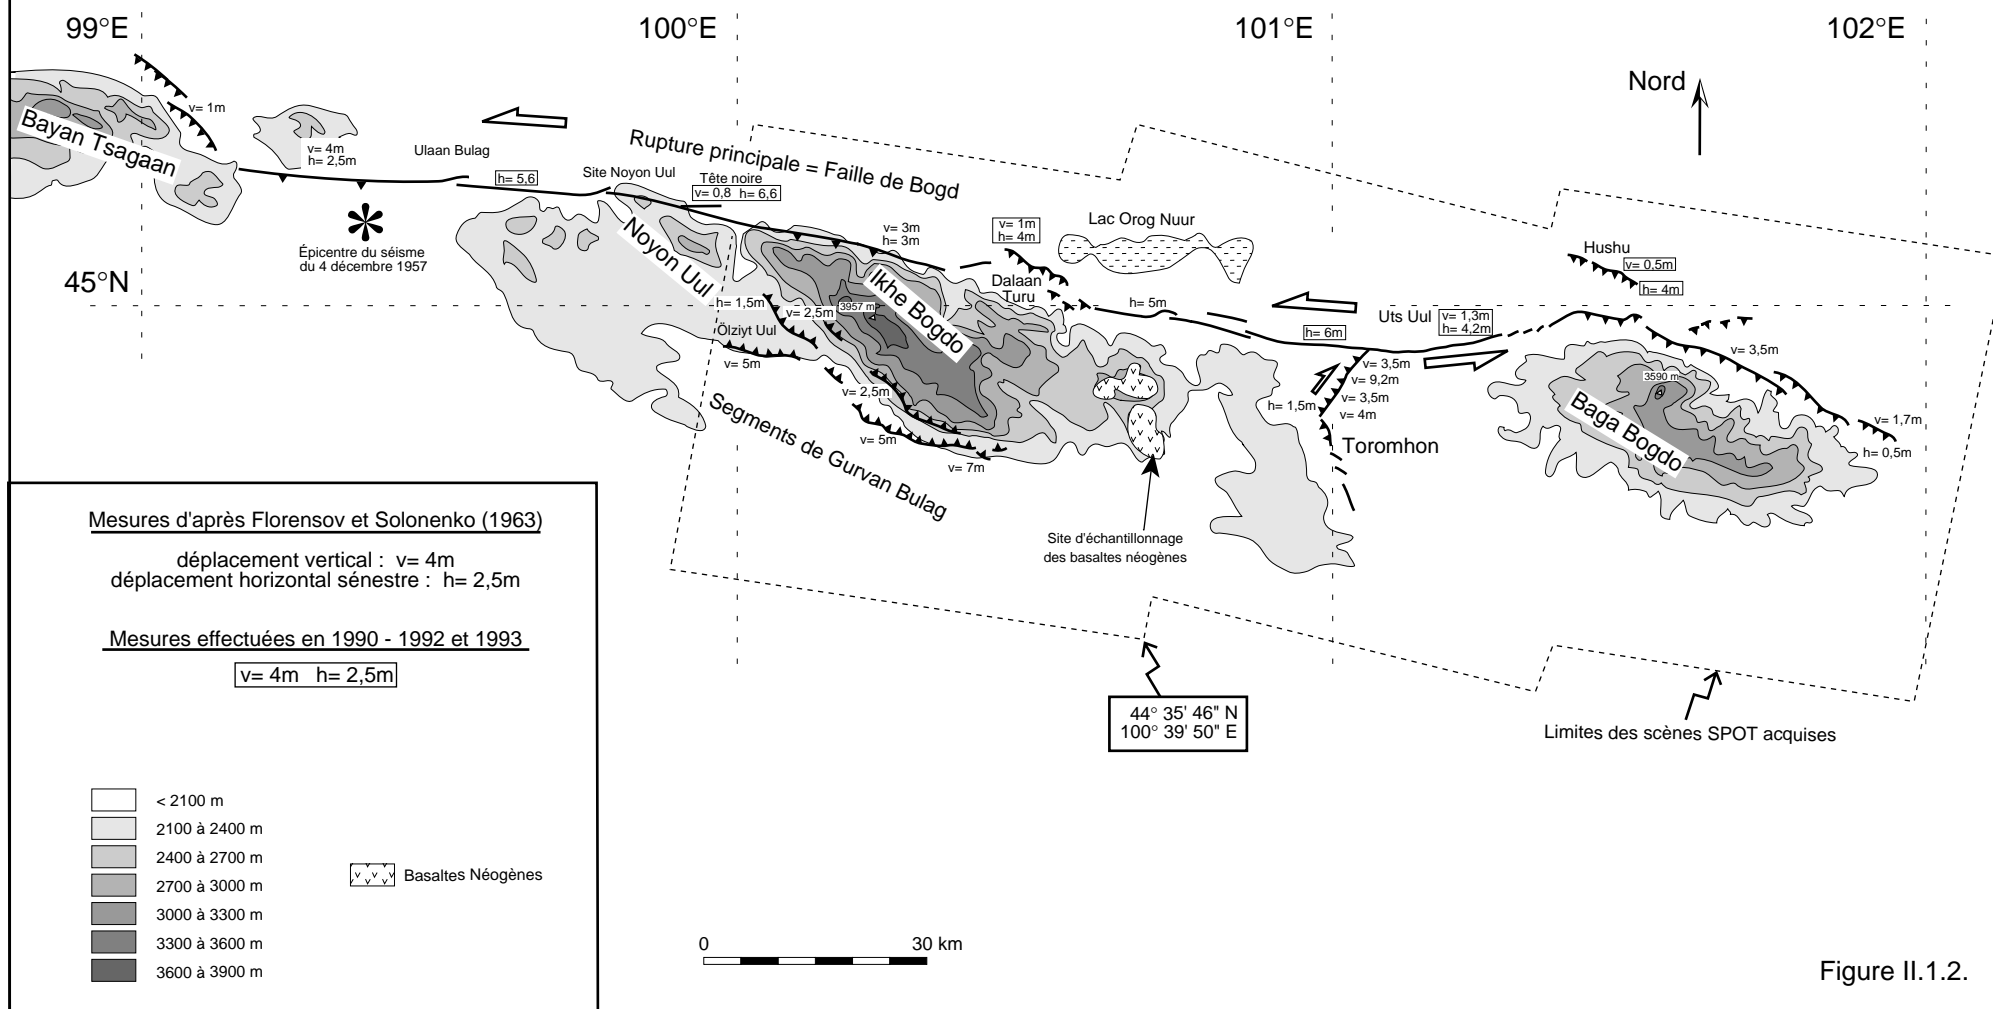 99°E
100°E
101°E
102°E
Nord
45°N
Bayan Tsagaan
v= 1m
v= 4m
h= 2,5m
Ulaan Bulag
h= 5,6
Épicentre du séisme
du 4 décembre 1957
Rupture principale = Faille de Bogd
Site Noyon Uul
Tête noire
v= 0,8 h= 6,6
Noyon Uul
v= 3m
h= 3m
v= 1m
h= 4m
Lac Orog Nuur
Dalaan
Turu
Ikhe Bogdo
3957 m
h= 1,5m
v= 2,5m
Ölziyt Uul
v= 5m
v= 2,5m
v= 5m
v= 7m
Segments de Gurvan Bulag
h= 5m
h= 6m
Uts Uul
v= 1,3m
h= 4,2m
Hushu
v= 0,5m
h= 4m
v= 3,5m
v= 3,5m
v= 9,2m
v= 3,5m
v= 4m
h= 1,5m
Toromhon
3590 m
Baga Bogdo
v= 1,7m
h= 0,5m
Site d'échantillonnage
des basaltes néogènes
44° 35' 46" N
100° 39' 50" E
Limites des scènes SPOT acquises
Mesures d'après Florensov et Solonenko (1963)
déplacement vertical : v= 4m
déplacement horizontal sénestre : h= 2,5m
Mesures effectuées en 1990 - 1992 et 1993
v= 4m h= 2,5m
< 2100 m
2100 à 2400 m
2400 à 2700 m
2700 à 3000 m
3000 à 3300 m
3300 à 3600 m
3600 à 3900 m
Basaltes Néogènes
0 30 km
Figure II.1.2.